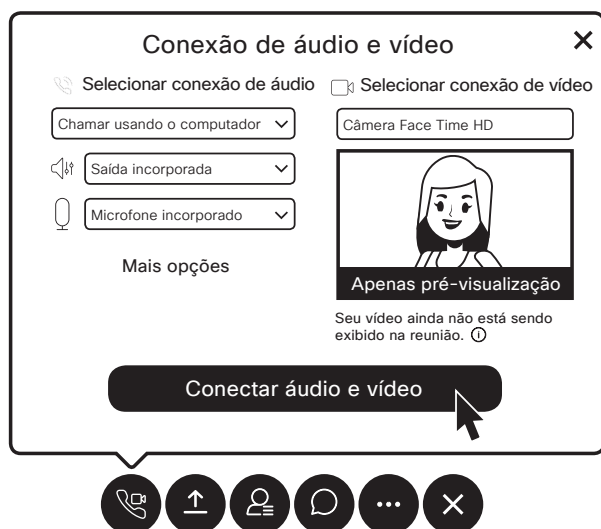 Conexão de áudio e vídeo
Selecionar conexão de áudio
Chamar usando o computador
Saída incorporada
Microfone incorporado
Mais opções
Selecionar conexão de vídeo
Câmera Face Time HD
Apenas pré-visualização
Seu vídeo ainda não está sendo
exibido na reunião.
Conectar áudio e vídeo